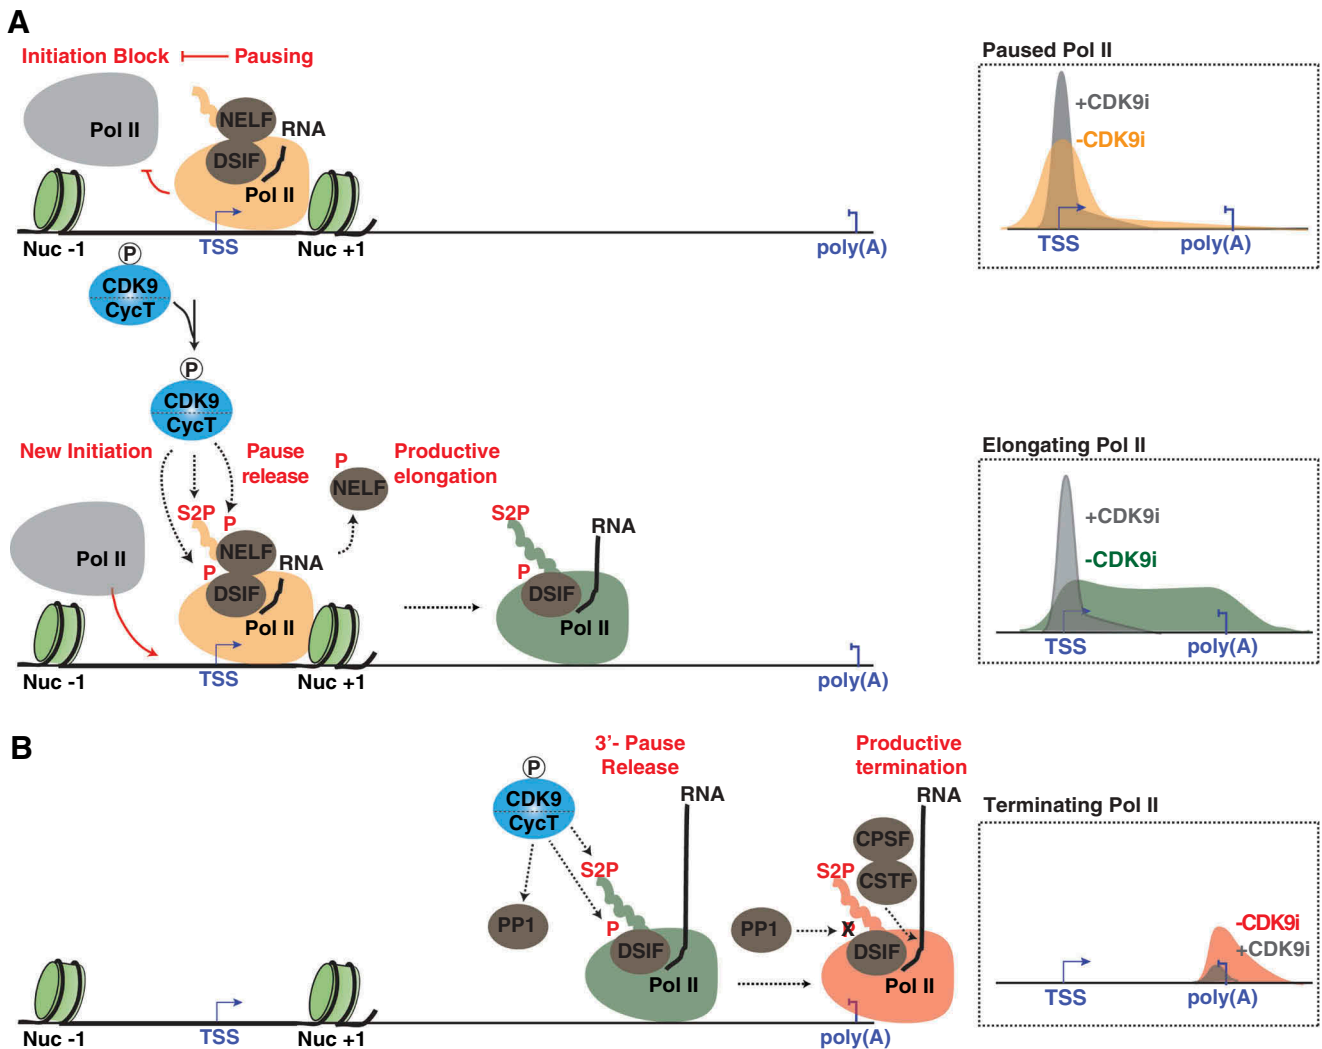 A
Initiation Block
Pausing
Pol II
NELF
DSIF
RNA
Pol II
Nuc -1
TSS
Nuc +1
poly(A)
Paused Pol II
+CDK9i
-CDK9i
TSS
poly(A)
P
CDK9
CycT
P
CDK9
CycT
New Initiation
Pause
release
P
NELF
Productive
elongation
Pol II
S2P
P
NELF
P
DSIF
RNA
Pol II
S2P
P
DSIF
RNA
Pol II
Nuc -1
TSS
Nuc +1
poly(A)
Elongating Pol II
+CDK9i
-CDK9i
TSS
poly(A)
B
P
CDK9
CycT
3'- Pause
Release
PP1
S2P
P
DSIF
RNA
Pol II
Productive
termination
RNA
CPSF
CSTF
S2P
PP1
X
DSIF
Pol II
Nuc -1
TSS
Nuc +1
poly(A)
Terminating Pol II
-CDK9i
+CDK9i
TSS
poly(A)